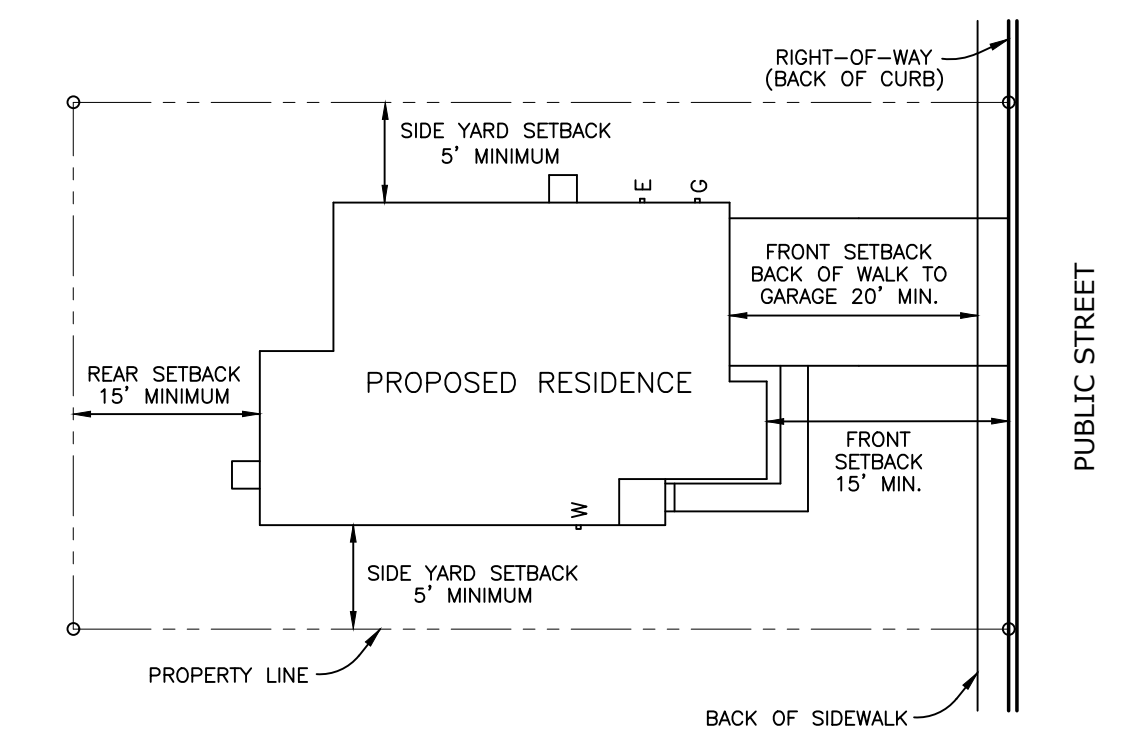 RIGHT-OF-WAY
(BACK OF CURB)
SIDE YARD SETBACK
5' MINIMUM
E
G
FRONT SETBACK
BACK OF WALK TO
GARAGE 20' MIN.
PUBLIC STREET
REAR SETBACK
15' MINIMUM
PROPOSED RESIDENCE
FRONT
SETBACK
15' MIN.
W
SIDE YARD SETBACK
5' MINIMUM
PROPERTY LINE
BACK OF SIDEWALK